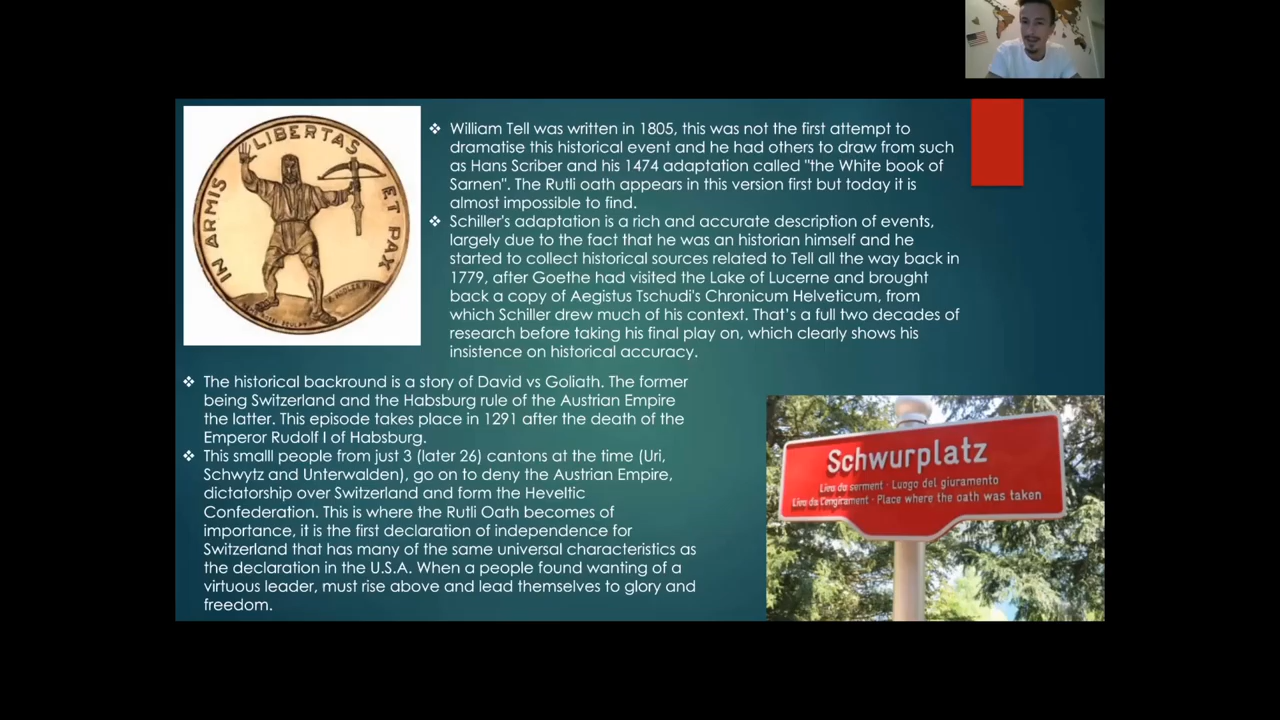 IN ARMIS LIBERTAS ET PAX
❖ William Tell was written in 1805, this was not the first attempt to
dramatise this historical event and he had others to draw from such
as Hans Scriber and his 1474 adaptation called "the White book of
Sarnen". The Rutli oath appears in this version first but today it is
almost impossible to find.
❖ Schiller's adaptation is a rich and accurate description of events,
largely due to the fact that he was an historian himself and he
started to collect historical sources related to Tell all the way back in
1779, after Goethe had visited the Lake of Lucerne and brought
back a copy of Aegistus Tschudi's Chronicum Helveticum, from
which Schiller drew much of his context. That's a full two decades of
research before taking his final play on, which clearly shows his
insistence on historical accuracy.
❖ The historical backround is a story of David vs Goliath. The former
being Switzerland and the Habsburg rule of the Austrian Empire
the latter. This episode takes place in 1291 after the death of the
Emperor Rudolf I of Habsburg.
❖ This smalll people from just 3 (later 26) cantons at the time (Uri,
Schwytz and Unterwalden), go on to deny the Austrian Empire,
dictatorship over Switzerland and form the Heveltic
Confederation. This is where the Rutli Oath becomes of
importance, it is the first declaration of independence for
Switzerland that has many of the same universal characteristics as
the declaration in the U.S.A. When a people found wanting of a
virtuous leader, must rise above and lead themselves to glory and
freedom.
Schwurplatz
Lieu du serment · Luogo del giuramento
Lieu da l'engirament · Place where the oath was taken